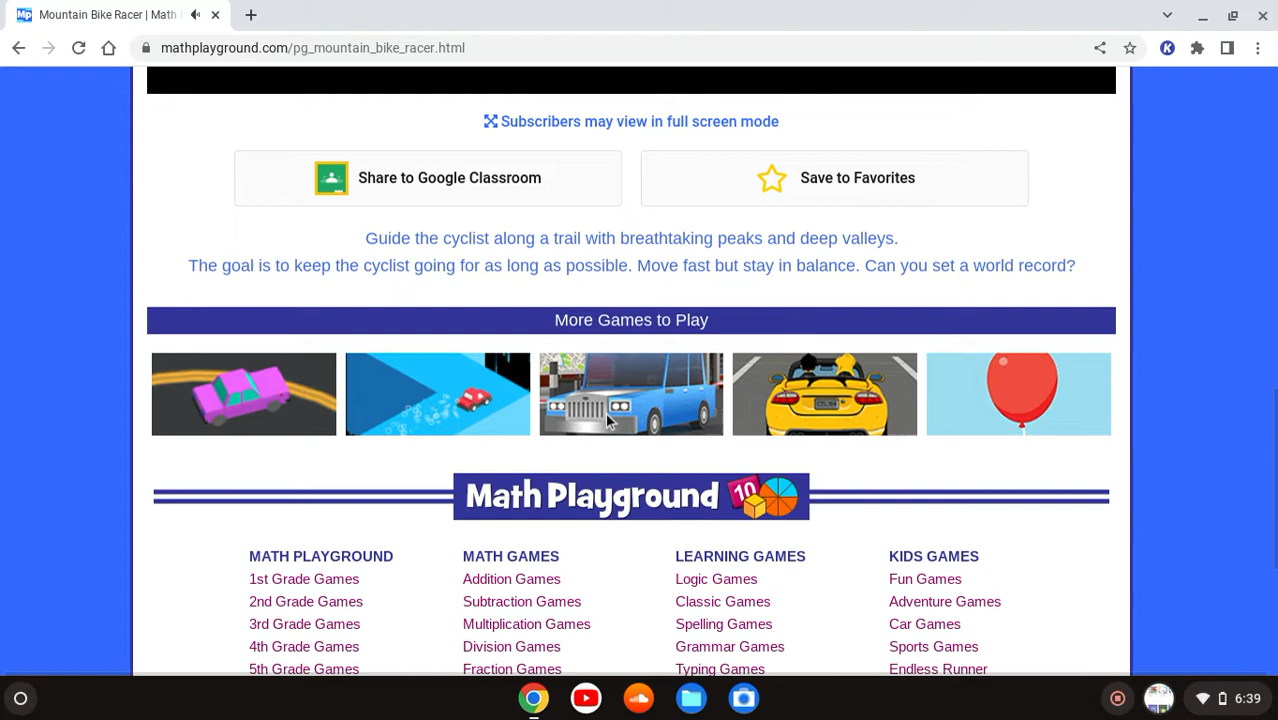 Mountain Bike Racer | Math
mathplayground.com/pg_mountain_bike_racer.html
Subscribers may view in full screen mode
Share to Google Classroom
Save to Favorites
Guide the cyclist along a trail with breathtaking peaks and deep valleys.
The goal is to keep the cyclist going for as long as possible. Move fast but stay in balance. Can you set a world record?
More Games to Play
Math Playground 10
MATH PLAYGROUND
1st Grade Games
2nd Grade Games
3rd Grade Games
4th Grade Games
5th Grade Games
MATH GAMES
Addition Games
Subtraction Games
Multiplication Games
Division Games
Fraction Games
LEARNING GAMES
Logic Games
Classic Games
Spelling Games
Grammar Games
Typing Games
KIDS GAMES
Fun Games
Adventure Games
Car Games
Sports Games
Endless Runner
6:39